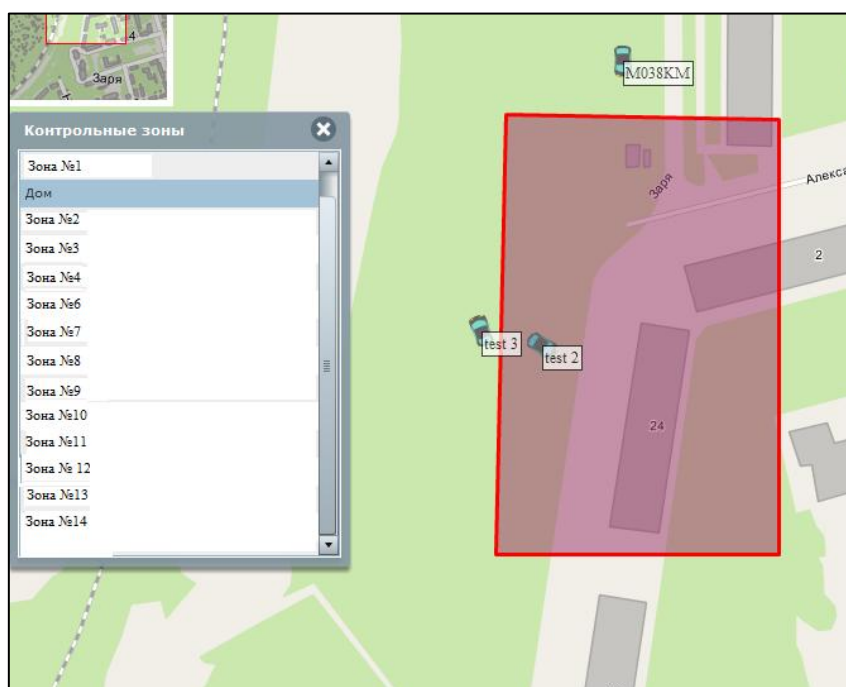 4
Заря
М038КМ
Контрольные зоны
Зона №1
Дом
Зона №2
Зона №3
Зона №4
Зона №6
Зона №7
Зона №8
Зона №9
Зона №10
Зона №11
Зона № 12
Зона №13
Зона №14
Заря
Алекса
2
test 3
test 2
24